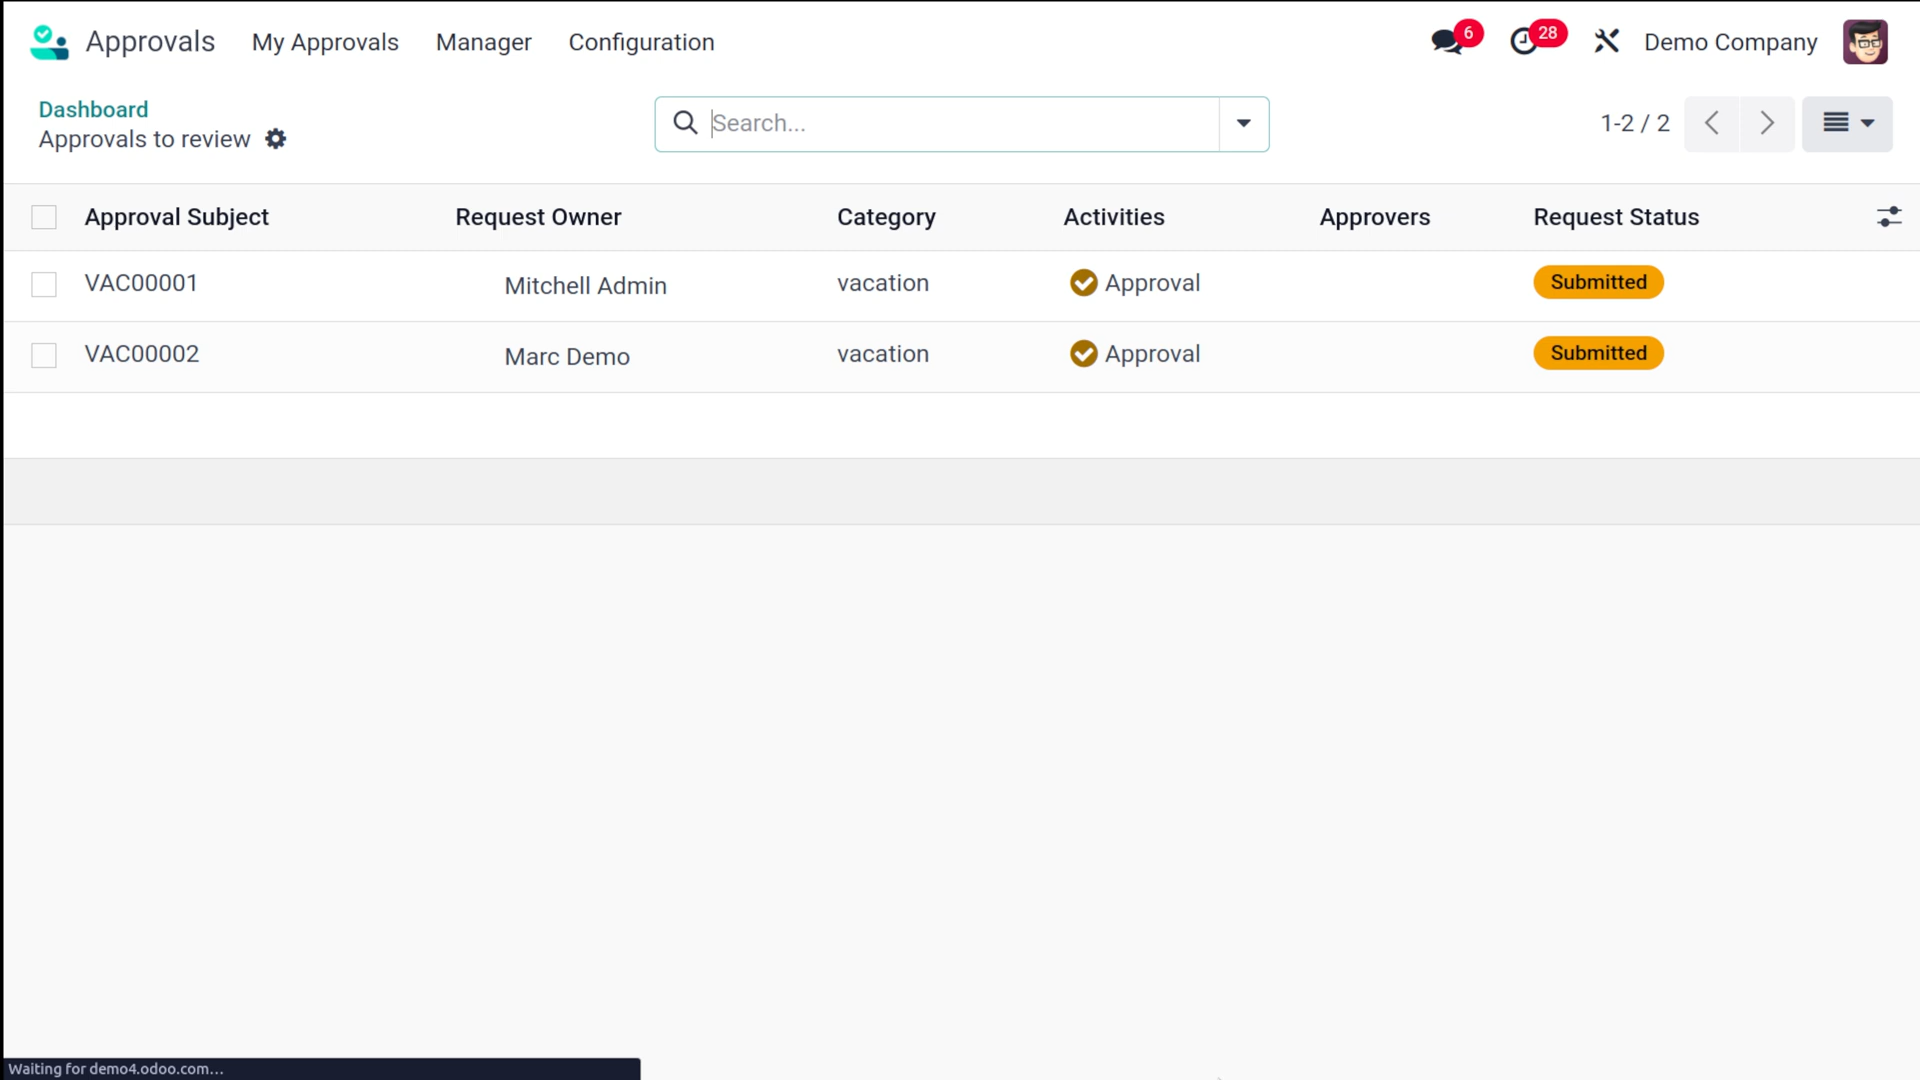 Approvals My Approvals Manager Configuration 6 28 Demo Company
Dashboard
Approvals to review
Search...
1-2 / 2
Approval Subject Request Owner Category Activities Approvers Request Status
VAC00001 Mitchell Admin vacation Approval Submitted
VAC00002 Marc Demo vacation Approval Submitted
Waiting for demo4.odoo.com...